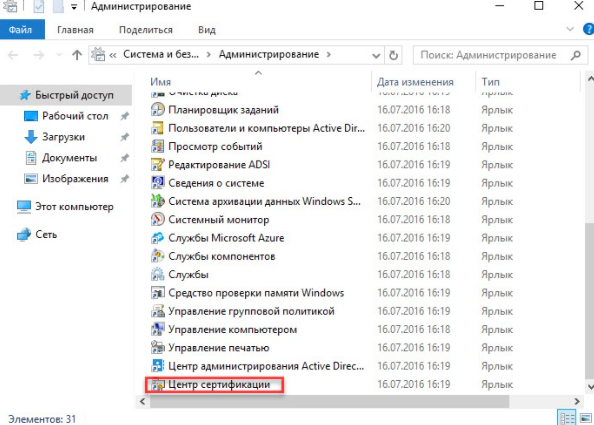 Администрирование
Файл Главная Поделиться Вид
« Система и без... > Администрирование > Поиск: Администрирование
Имя Дата изменения Тип
Быстрый доступ
Рабочий стол
Загрузки
Документы
Изображения
Этот компьютер
Сеть
Очистка диска
Планировщик заданий 16.07.2016 16:18 Ярлык
Пользователи и компьютеры Active Dir... 16.07.2016 16:20 Ярлык
Просмотр событий 16.07.2016 16:18 Ярлык
Редактирование ADSI 16.07.2016 16:19 Ярлык
Сведения о системе 16.07.2016 16:19 Ярлык
Система архивации данных Windows S... 16.07.2016 16:20 Ярлык
Системный монитор 16.07.2016 16:18 Ярлык
Службы Microsoft Azure 16.07.2016 16:19 Ярлык
Службы компонентов 16.07.2016 16:18 Ярлык
Службы 16.07.2016 16:18 Ярлык
Средство проверки памяти Windows 16.07.2016 16:19 Ярлык
Управление групповой политикой 16.07.2016 16:19 Ярлык
Управление компьютером 16.07.2016 16:18 Ярлык
Управление печатью 16.07.2016 16:19 Ярлык
Центр администрирования Active Direc... 16.07.2016 16:19 Ярлык
Центр сертификации 16.07.2016 16:19 Ярлык
Элементов: 31